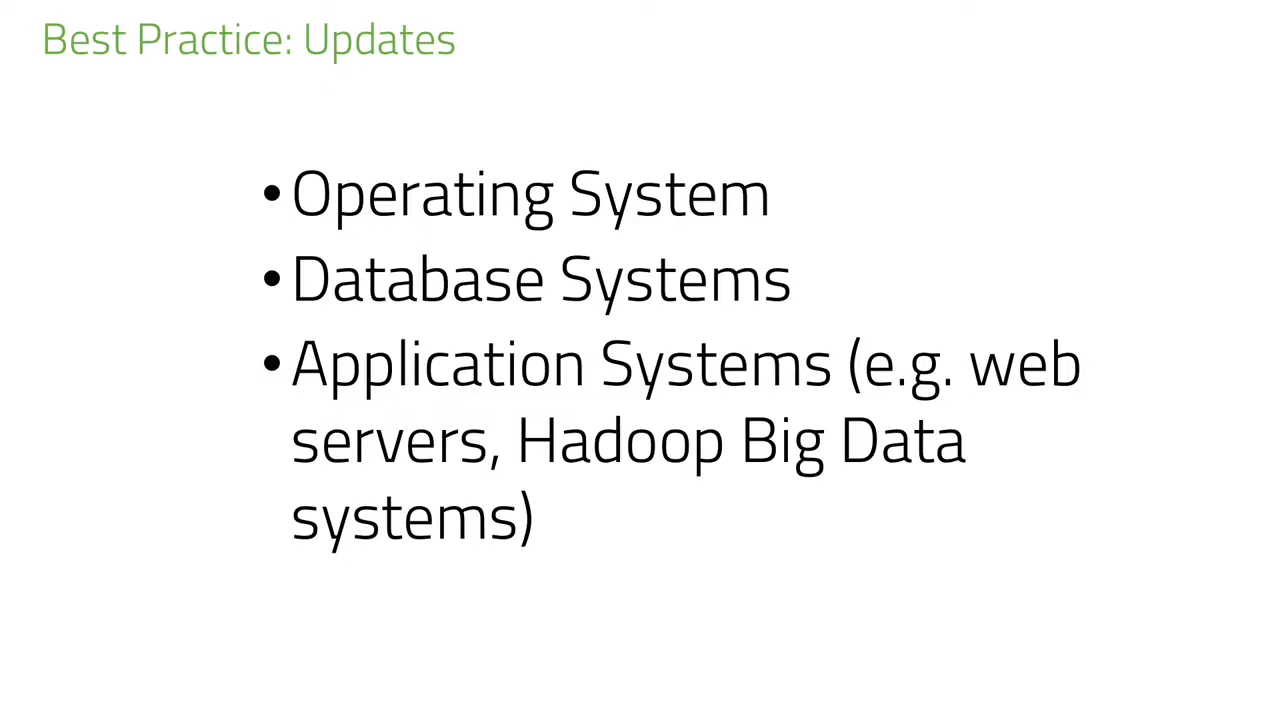 Best Practice: Updates
• Operating System
• Database Systems
• Application Systems (e.g. web
servers, Hadoop Big Data
systems)